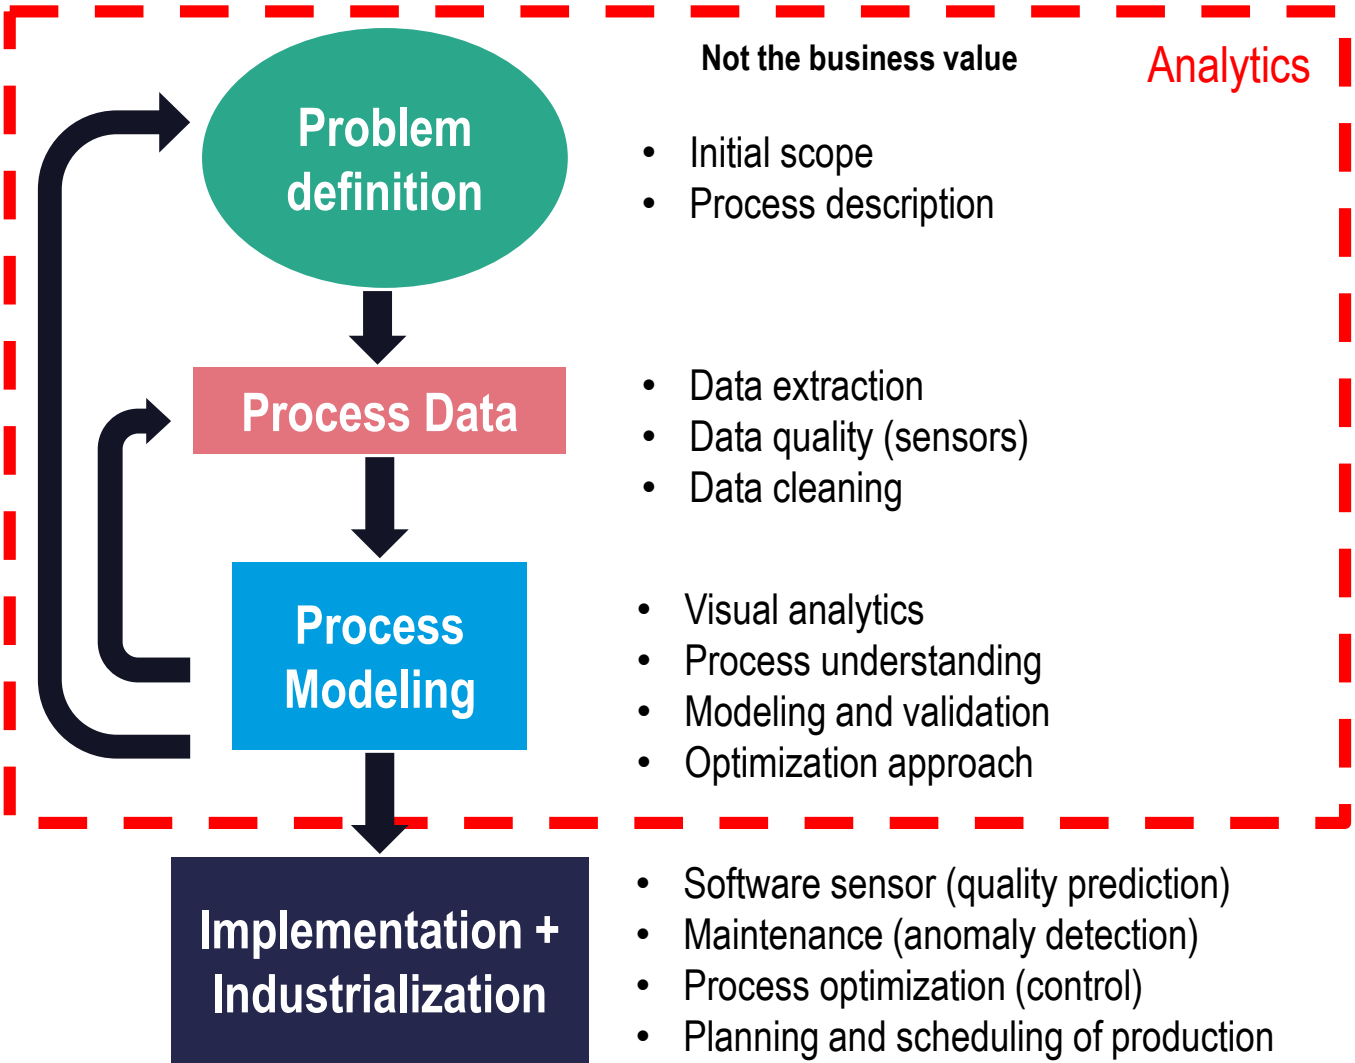 Not the business value
Analytics
Problem
definition
• Initial scope
• Process description
Process Data
• Data extraction
• Data quality (sensors)
• Data cleaning
Process
Modeling
• Visual analytics
• Process understanding
• Modeling and validation
• Optimization approach
Implementation +
Industrialization
• Software sensor (quality prediction)
• Maintenance (anomaly detection)
• Process optimization (control)
• Planning and scheduling of production